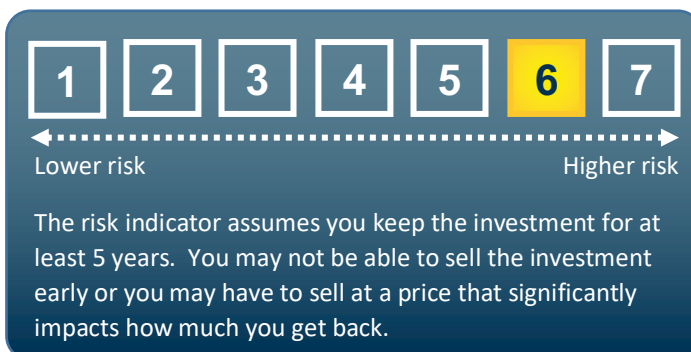 1 2 3 4 5 6 7
Lower risk Higher risk
The risk indicator assumes you keep the investment for at
least 5 years.  You may not be able to sell the investment
early or you may have to sell at a price that significantly
impacts how much you get back.